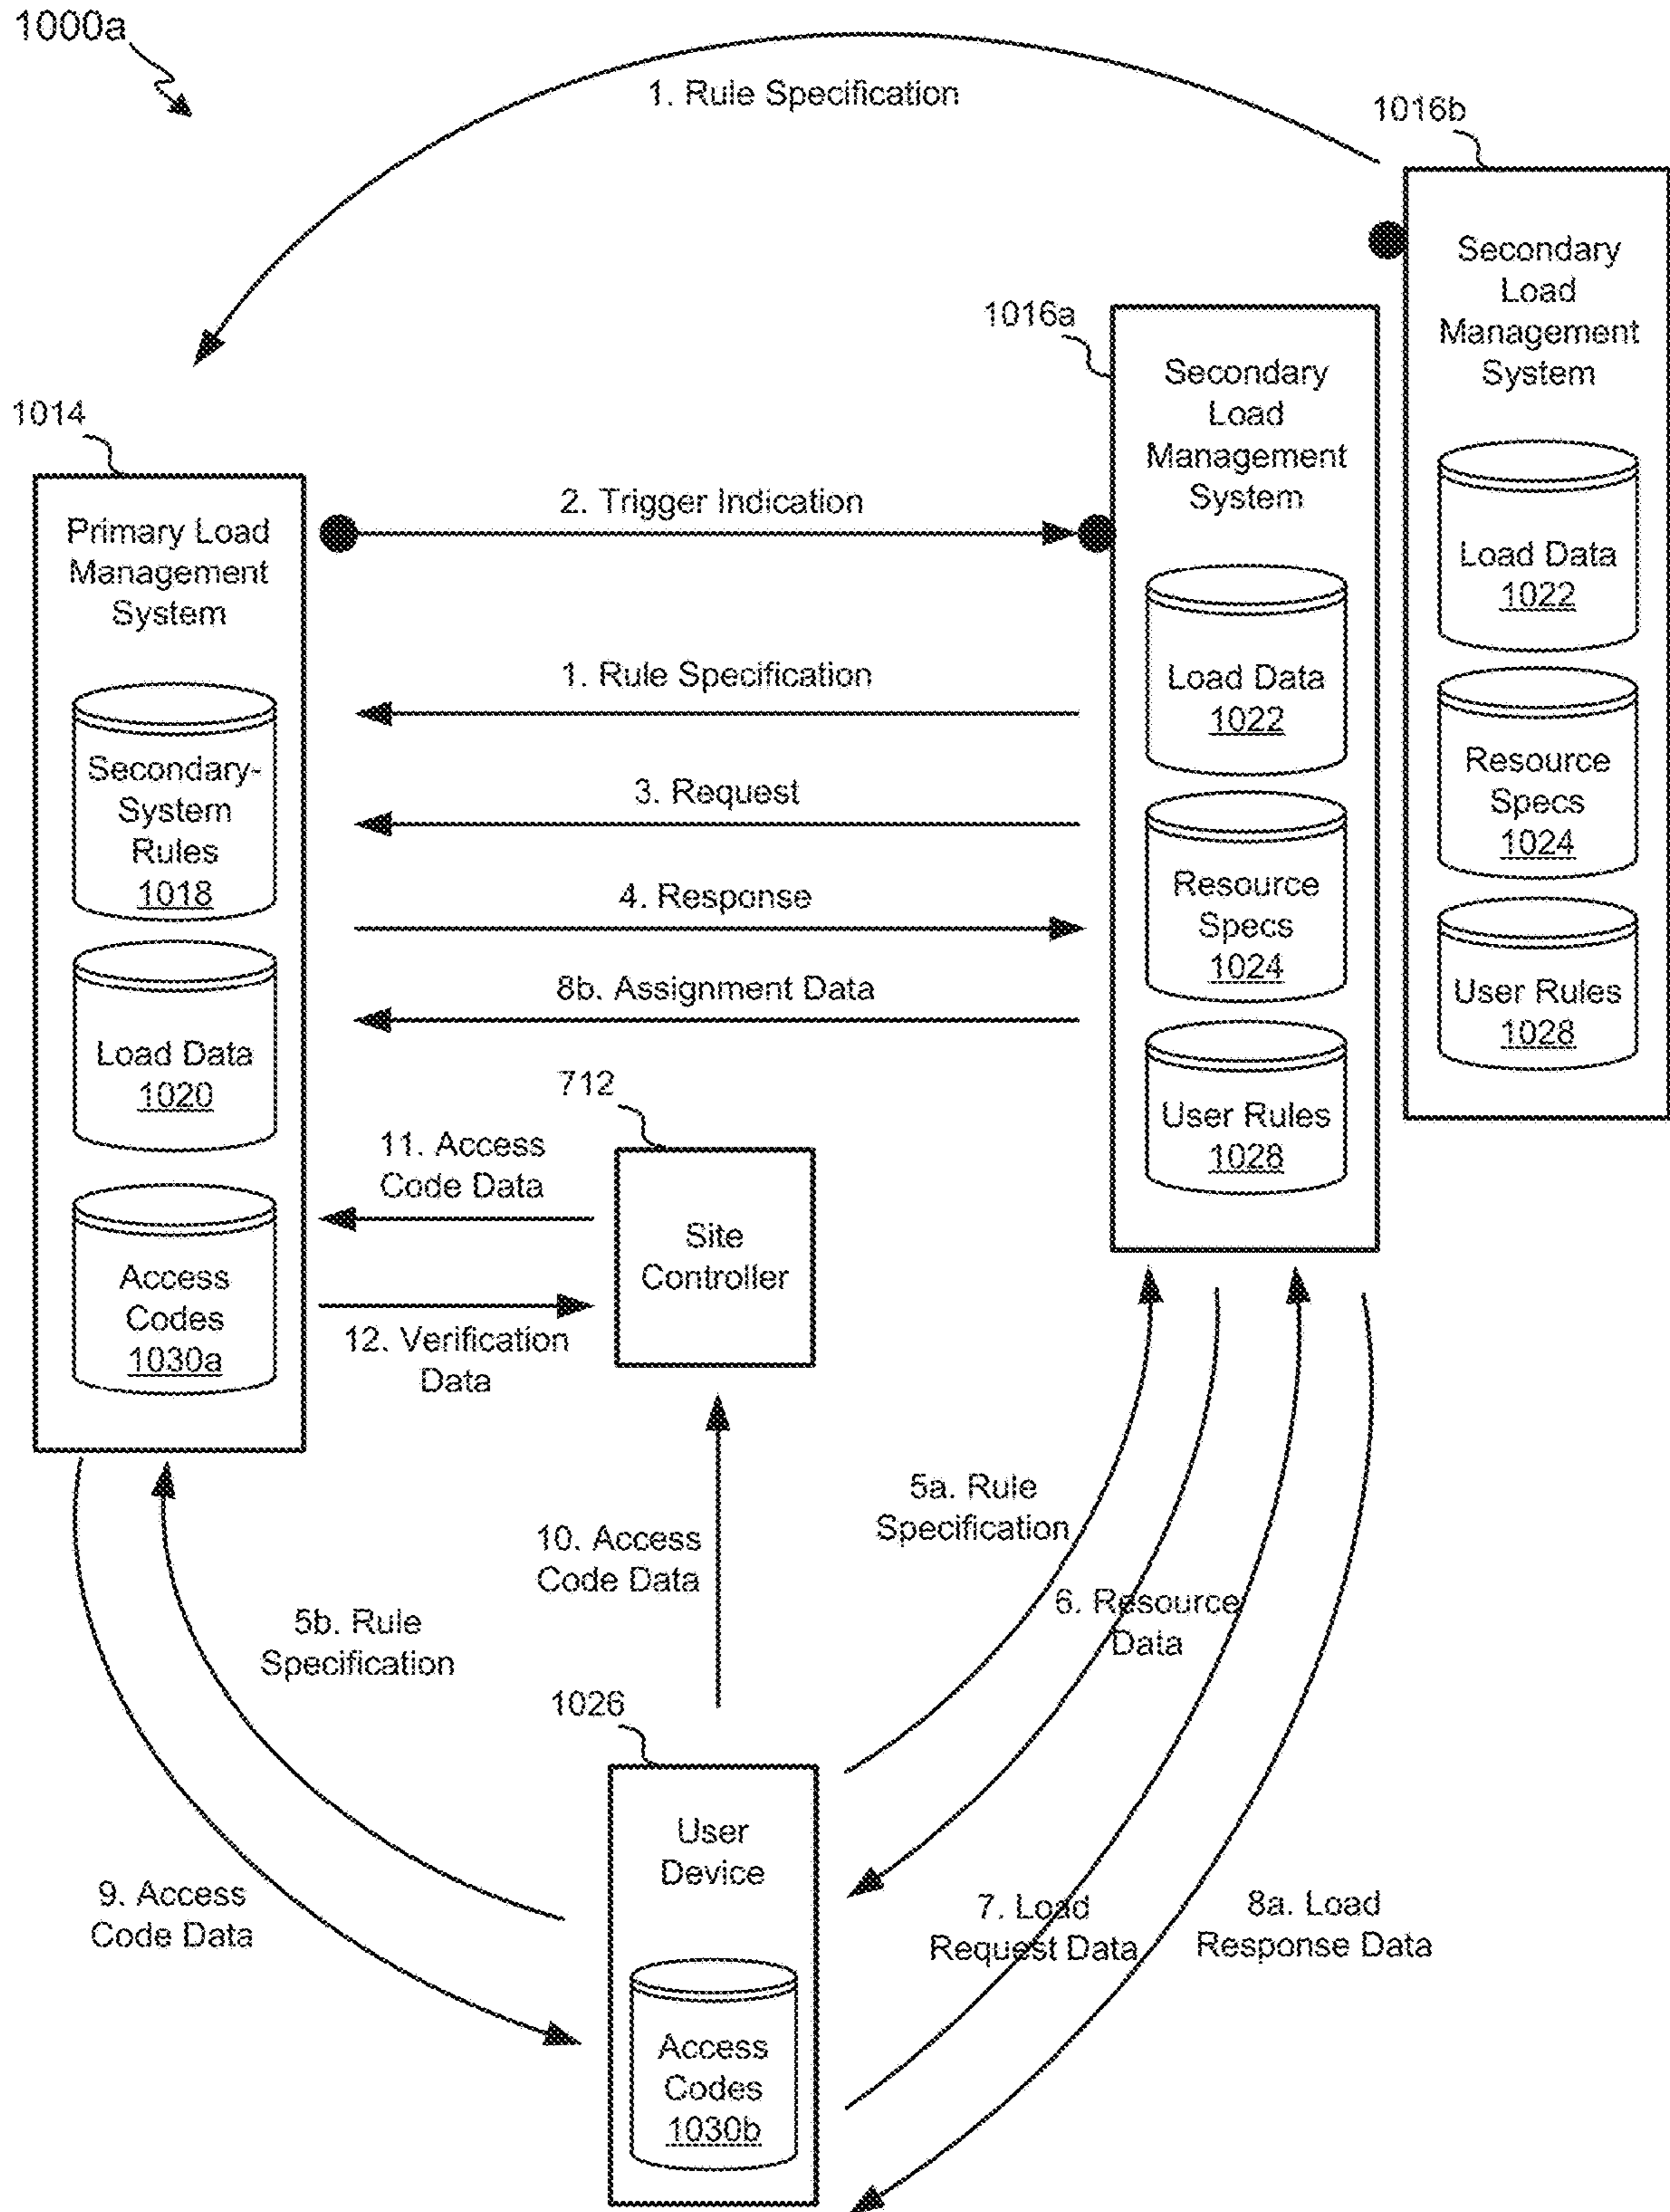 1000a
1. Rule Specification
1016b
Secondary
Load
Management
System
Load Data
1022
Resource
Specs
1024
User Rules
1028
1016a
Secondary
Load
Management
System
Load Data
1022
Resource
Specs
1024
User Rules
1028
1014
Primary Load
Management
System
Secondary-
System
Rules
1018
Load Data
1020
Access
Codes
1030a
2. Trigger Indication
1. Rule Specification
3. Request
4. Response
8b. Assignment Data
712
Site
Controller
11. Access
Code Data
12. Verification
Data
10. Access
Code Data
5a. Rule
Specification
6. Resource
Data
5b. Rule
Specification
1026
User
Device
Access
Codes
1030b
9. Access
Code Data
7. Load
Request Data
8a. Load
Response Data